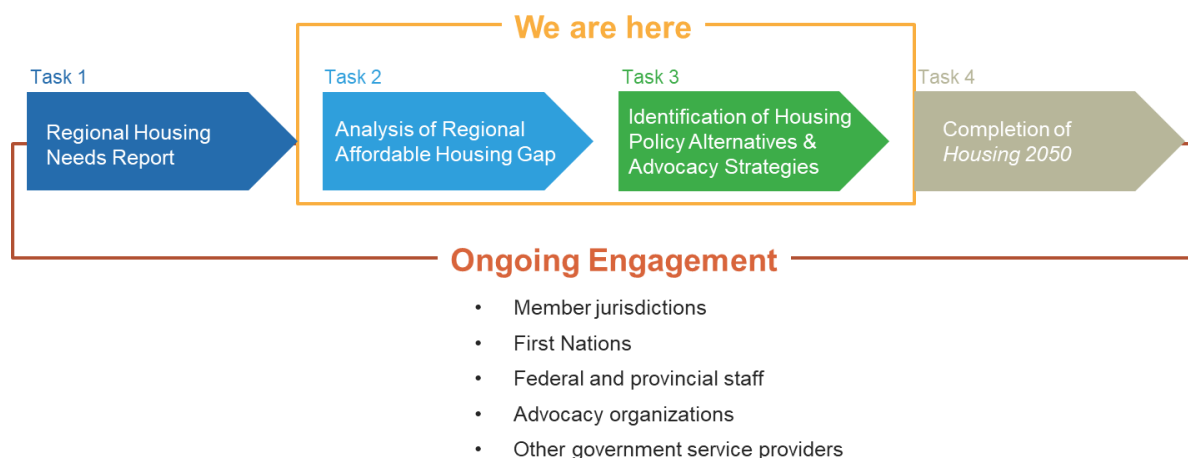 We are here
Task 1
Regional Housing
Needs Report
Task 2
Analysis of Regional
Affordable Housing Gap
Task 3
Identification of Housing
Policy Alternatives &
Advocacy Strategies
Task 4
Completion of
Housing 2050
Ongoing Engagement
• Member jurisdictions
• First Nations
• Federal and provincial staff
• Advocacy organizations
• Other government service providers